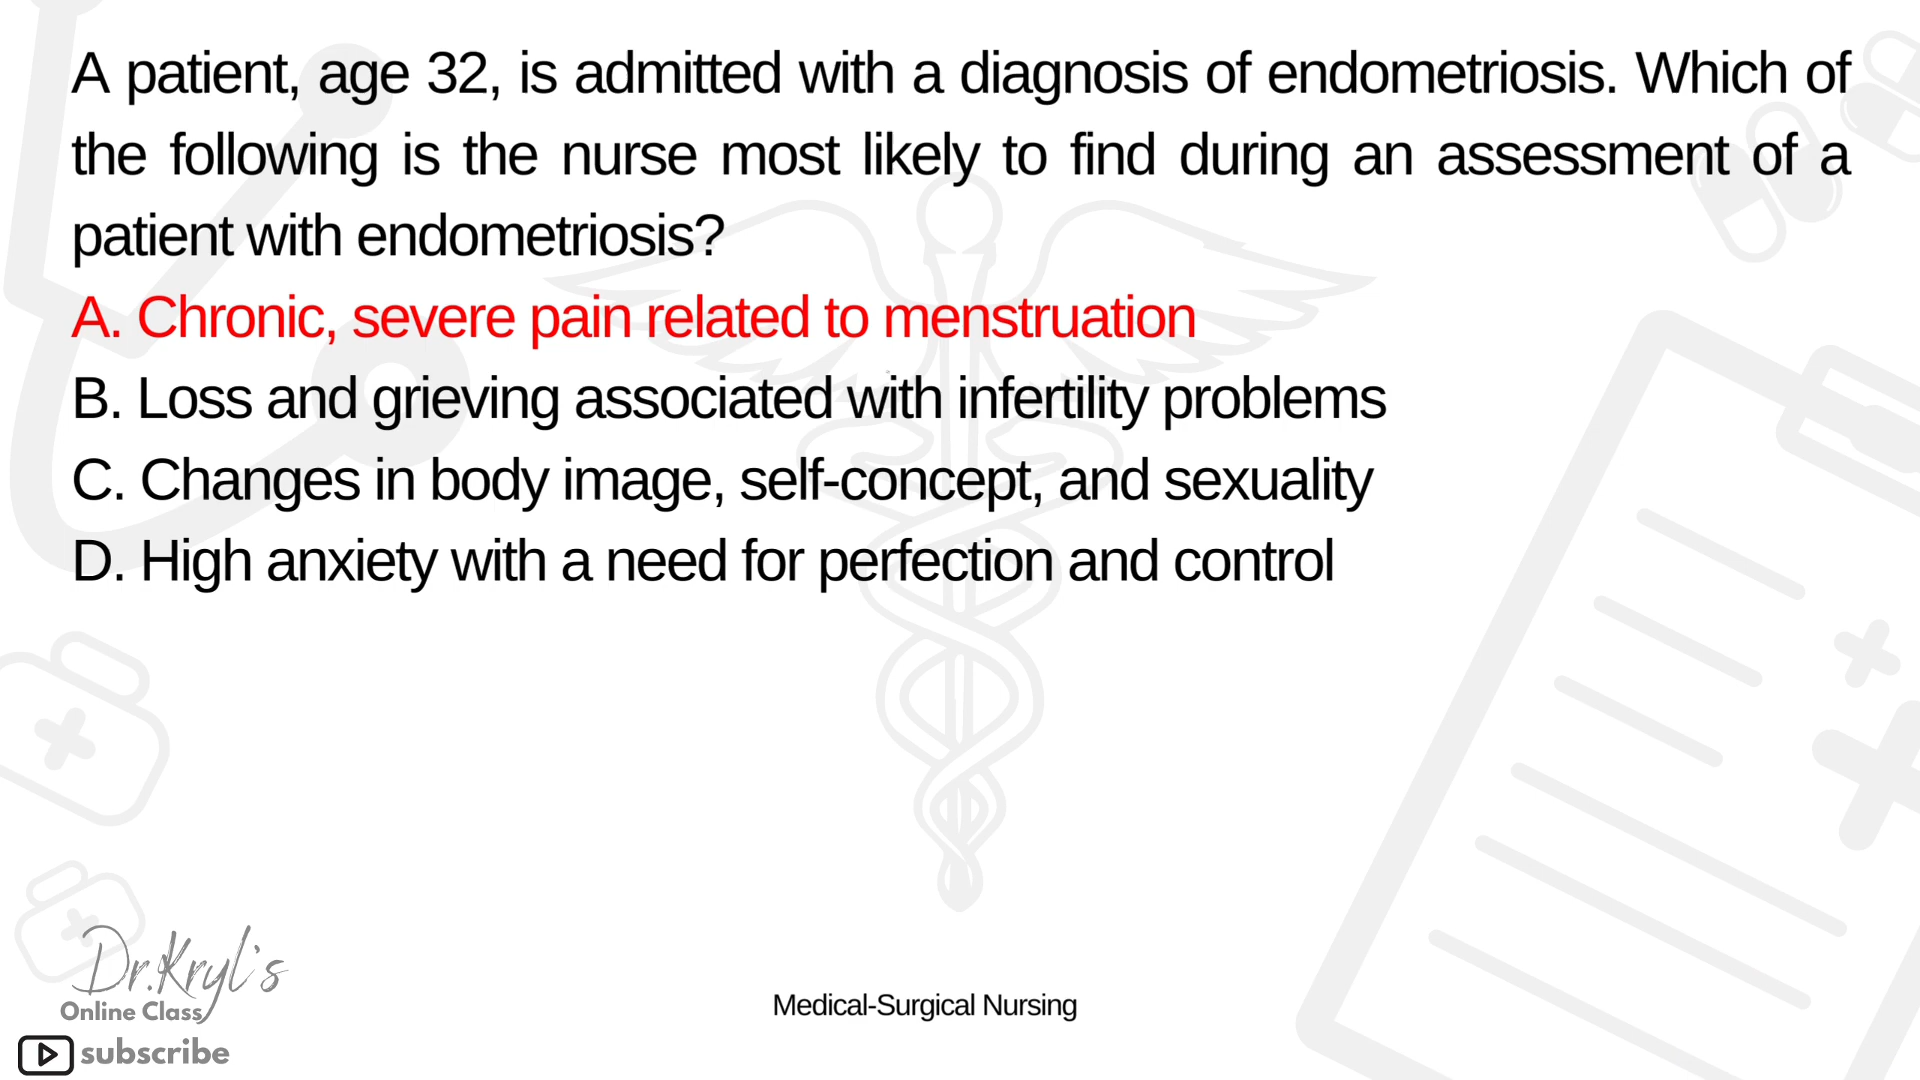 A patient, age 32, is admitted with a diagnosis of endometriosis. Which of
the following is the nurse most likely to find during an assessment of a
patient with endometriosis?
A. Chronic, severe pain related to menstruation
B. Loss and grieving associated with infertility problems
C. Changes in body image, self-concept, and sexuality
D. High anxiety with a need for perfection and control
Dr.Kryl's
Online Class
subscribe
Medical-Surgical Nursing